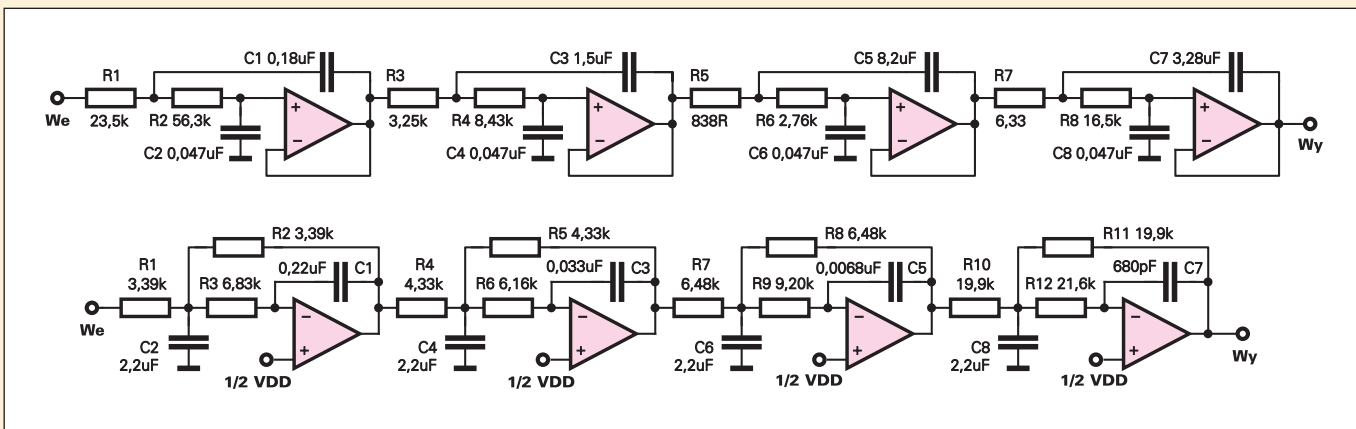 C1 0,18uF
C3 1,5uF
C5 8,2uF
C7 3,28uF
R1
R3
R5
R7
We
23,5k
R2 56,3k
3,25k
R4 8,43k
838R
R6 2,76k
6,33
R8 16,5k
Wy
C2 0,047uF
C4 0,047uF
C6 0,047uF
C8 0,047uF
R2 3,39k
R5 4,33k
R8 6,48k
R11 19,9k
R1
3,39k
0,22uF C1
R4
4,33k
0,033uF C3
R7
6,48k
0,0068uF C5
R10
19,9k
680pF C7
R3 6,83k
R6 6,16k
R9 9,20k
R12 21,6k
We
Wy
C2
2,2uF
C4
2,2uF
C6
2,2uF
C8
2,2uF
1/2 VDD
1/2 VDD
1/2 VDD
1/2 VDD